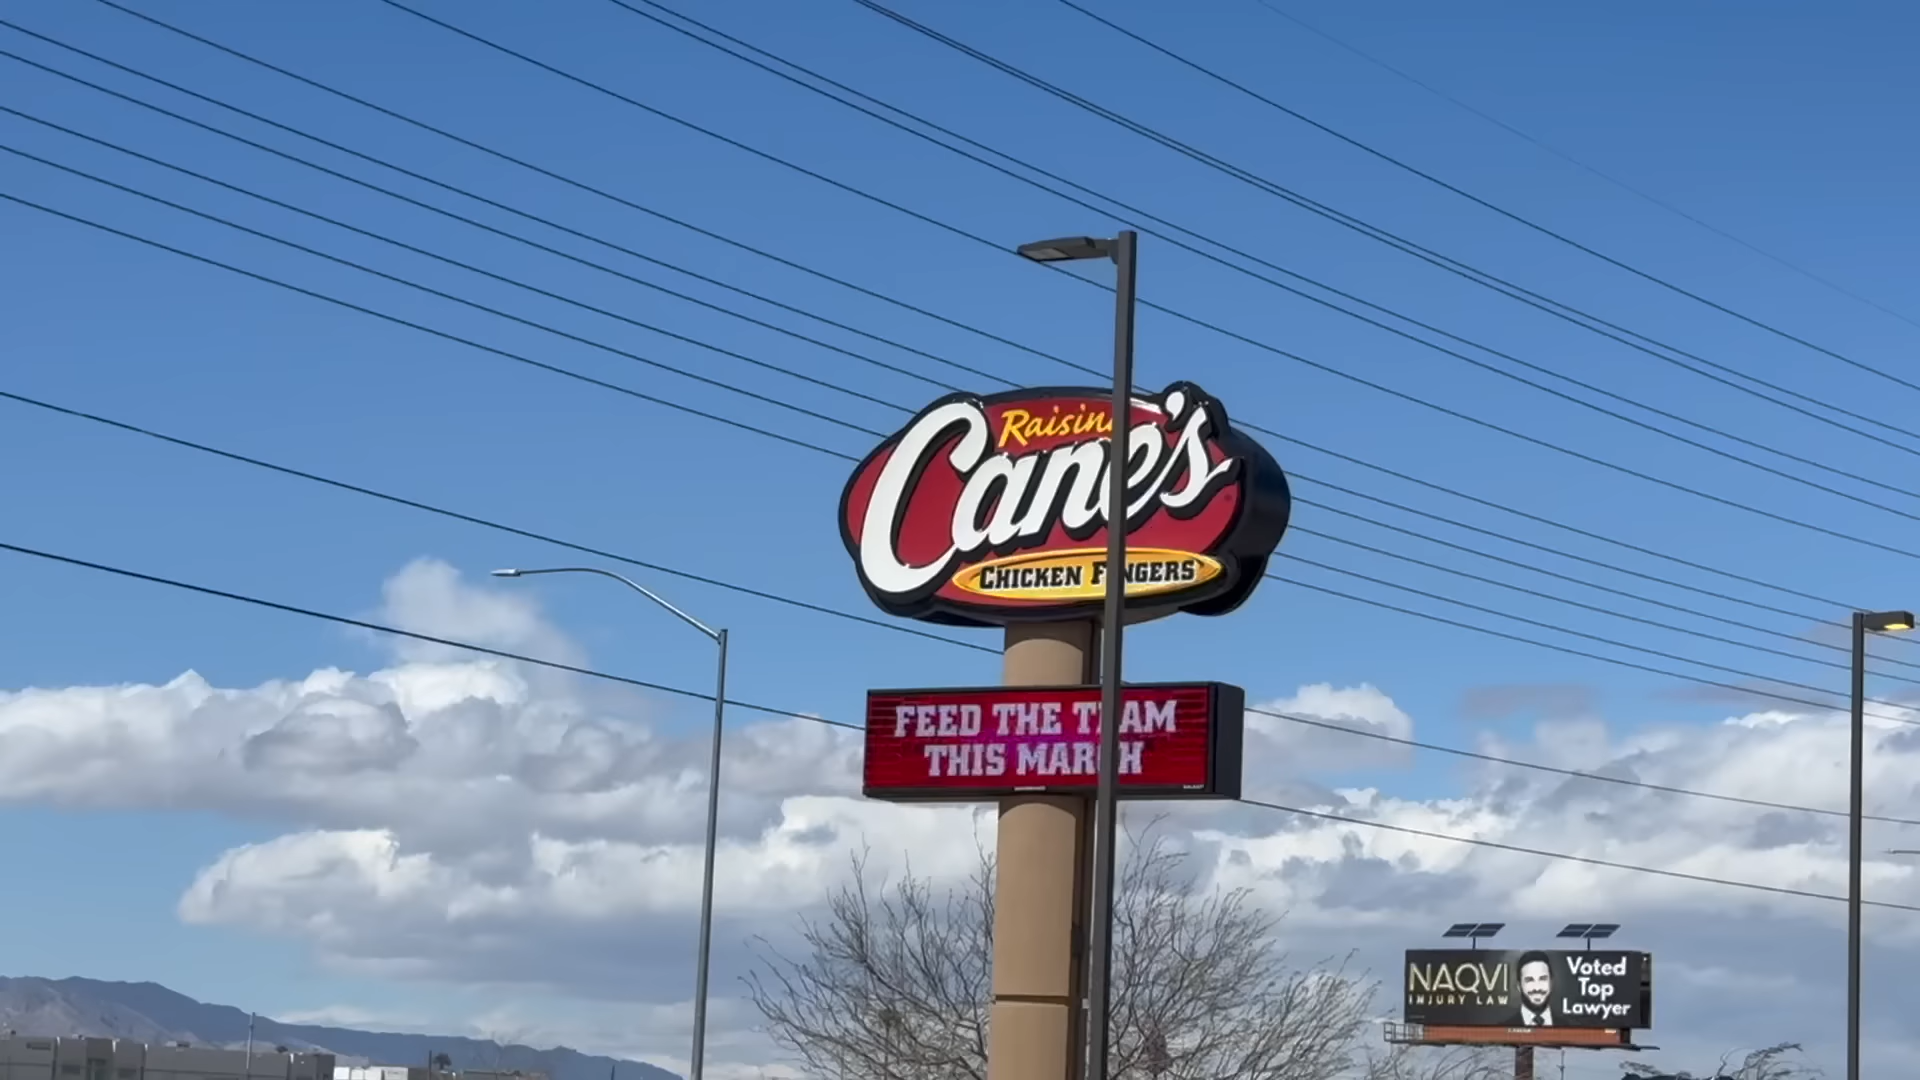 Raising
Cane's
CHICKEN FINGERS
FEED THE TEAM
THIS MARCH
NAQVI
INJURY LAW
Voted
Top
Lawyer